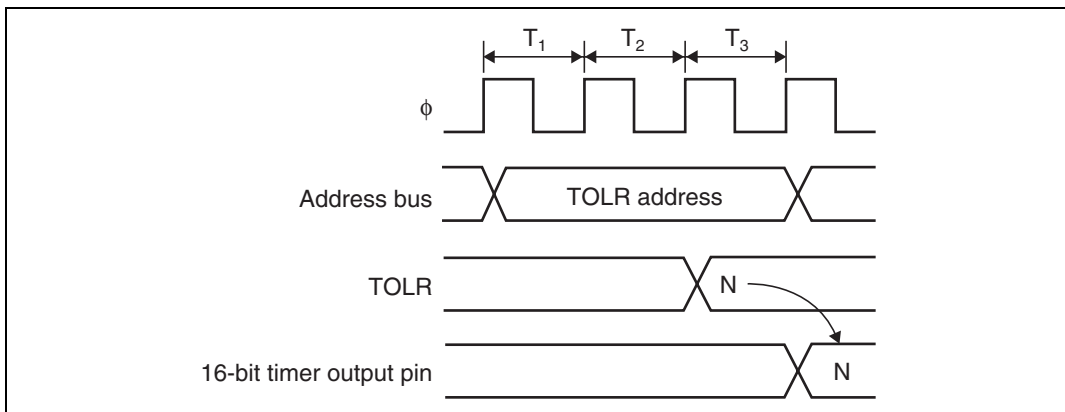 T₁ T₂ T₃
ϕ
Address bus TOLR address
TOLR N
16-bit timer output pin N